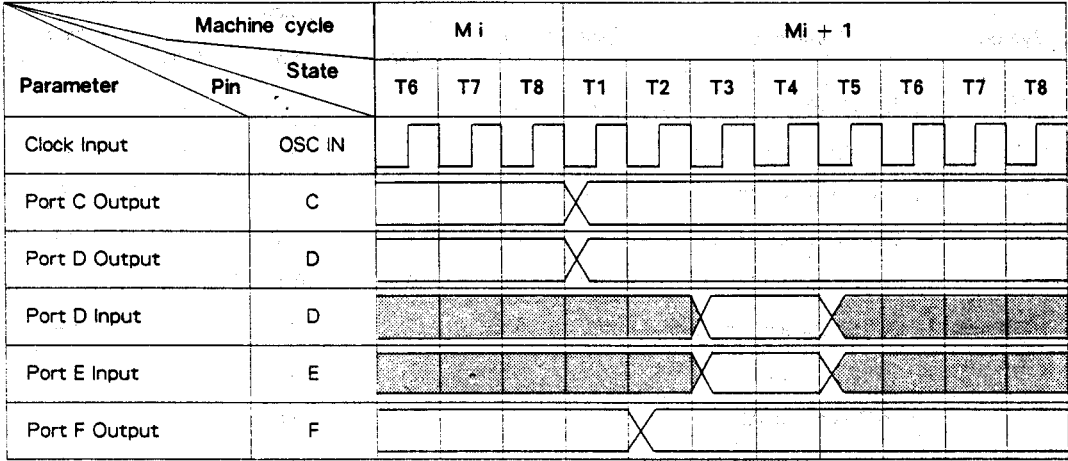 Machine cycle Mi Mi + 1
State
Parameter Pin T6 T7 T8 T1 T2 T3 T4 T5 T6 T7 T8
Clock Input OSC IN
Port C Output C
Port D Output D
Port D Input D
Port E Input E
Port F Output F